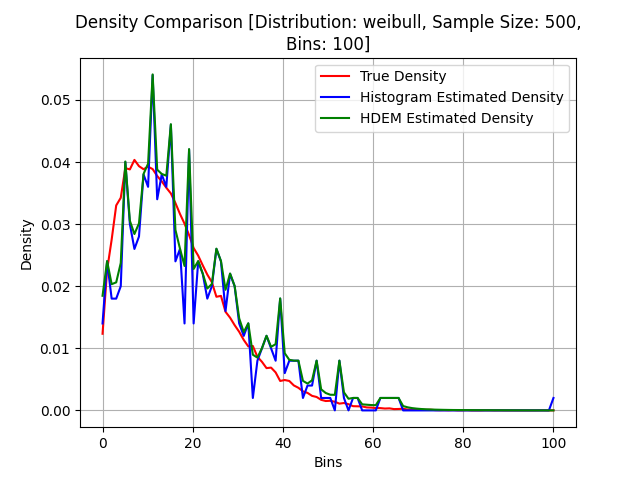 Density Comparison [Distribution: weibull, Sample Size: 500,
Bins: 100]
True Density
Histogram Estimated Density
HDEM Estimated Density
Density
0.05
0.04
0.03
0.02
0.01
0.00
0 20 40 60 80 100
Bins